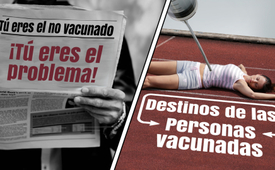 Tú eres el no vacunado
¡Tú eres el
problema!
Destinos de las
Personas
vacunadas